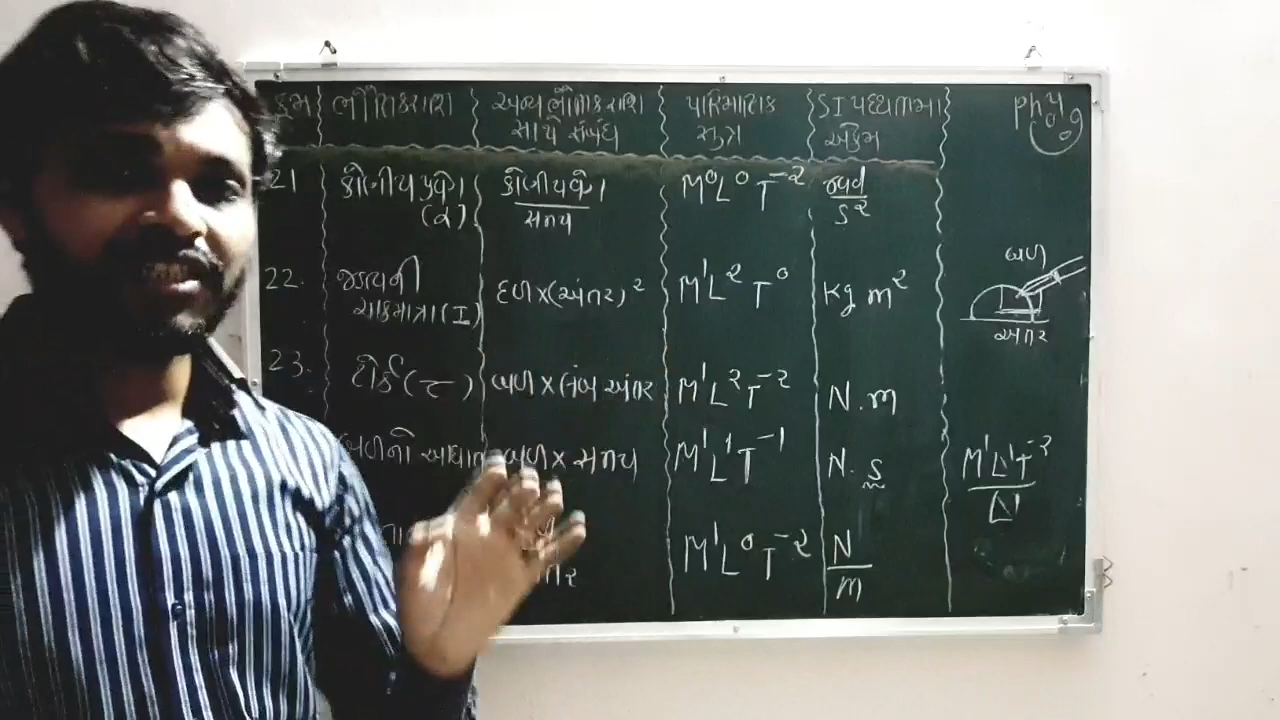 ક્રમ ભૌતિકરાશિ અન્ય ભૌતિકરાશિ પારિમાણિક SI પદ્ધતિમાં Phy
સાથે સંબંધ સૂત્ર એકમ
21 કોણીય પ્રવેગ કોણીય વેગ M⁰L⁰T⁻² રેડ
(α) સમય S²
બળ
22. જડત્વની દળ x (અંતર)² M¹L²T⁰ Kg m²
ચાકમાત્રા (I) અંતર
23. ટોર્ક (τ) બળ x લંબ અંતર M¹L²T⁻² N.m
બળનો આઘાત બળ x સમય M¹L¹T⁻¹ N.S M¹L¹T⁻²
L¹
M¹L⁰T⁻² N
m